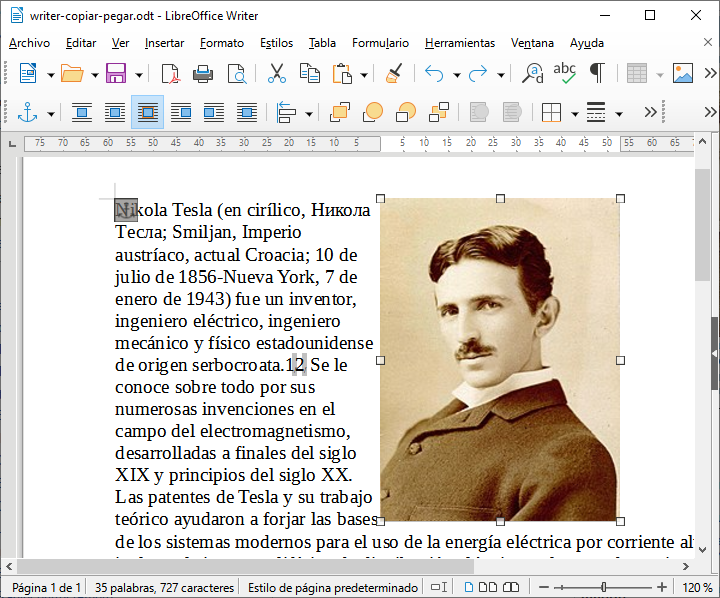 writer-copiar-pegar.odt - LibreOffice Writer
Archivo Editar Ver Insertar Formato Estilos Tabla Formulario Herramientas Ventana Ayuda
abc
75 70 65 60 55 50 45 40 35 30 25 20 15 10 5 5 10 15 20 25 30 35 40 45 50 55 60 65 70
Nikola Tesla (en cirílico, Никола
Тесла; Smiljan, Imperio
austríaco, actual Croacia; 10 de
julio de 1856-Nueva York, 7 de
enero de 1943) fue un inventor,
ingeniero eléctrico, ingeniero
mecánico y físico estadounidense
de origen serbocroata.12 Se le
conoce sobre todo por sus
numerosas invenciones en el
campo del electromagnetismo,
desarrolladas a finales del siglo
XIX y principios del siglo XX.
Las patentes de Tesla y su trabajo
teórico ayudaron a forjar las bases
de los sistemas modernos para el uso de la energía eléctrica por corriente al
Página 1 de 1 35 palabras, 727 caracteres Estilo de página predeterminado 120 %